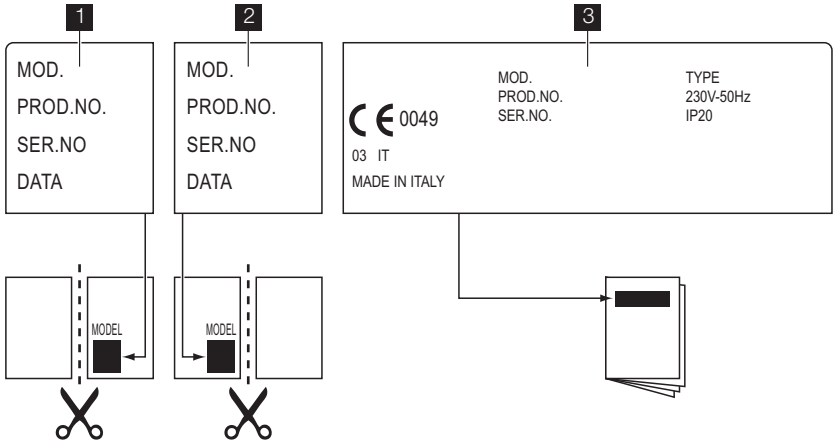 1
MOD.
PROD.NO.
SER.NO
DATA
2
MOD.
PROD.NO.
SER.NO
DATA
3
MOD.
PROD.NO.
SER.NO.
TYPE
230V-50Hz
IP20
CE 0049
03 IT
MADE IN ITALY
MODEL
MODEL